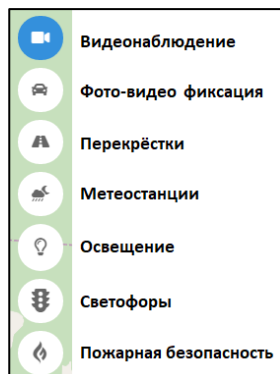 Видеонаблюдение
Фото-видео фиксация
Перекрёстки
Метеостанции
Освещение
Светофоры
Пожарная безопасность